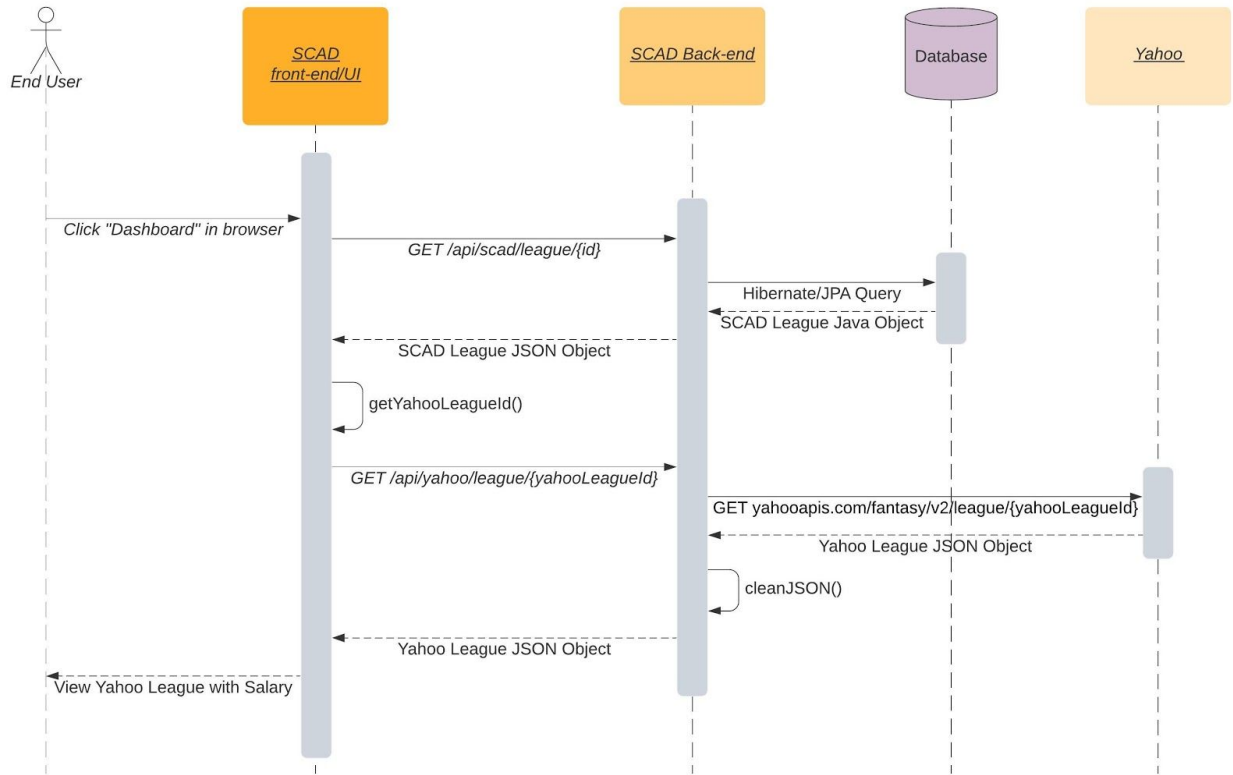 End User
SCAD
front-end/UI
SCAD Back-end
Database
Yahoo
Click "Dashboard" in browser
GET /api/scad/league/{id}
Hibernate/JPA Query
SCAD League Java Object
SCAD League JSON Object
getYahooLeagueId()
GET /api/yahoo/league/{yahooLeagueId}
GET yahooapis.com/fantasy/v2/league/{yahooLeagueId}
Yahoo League JSON Object
cleanJSON()
Yahoo League JSON Object
View Yahoo League with Salary